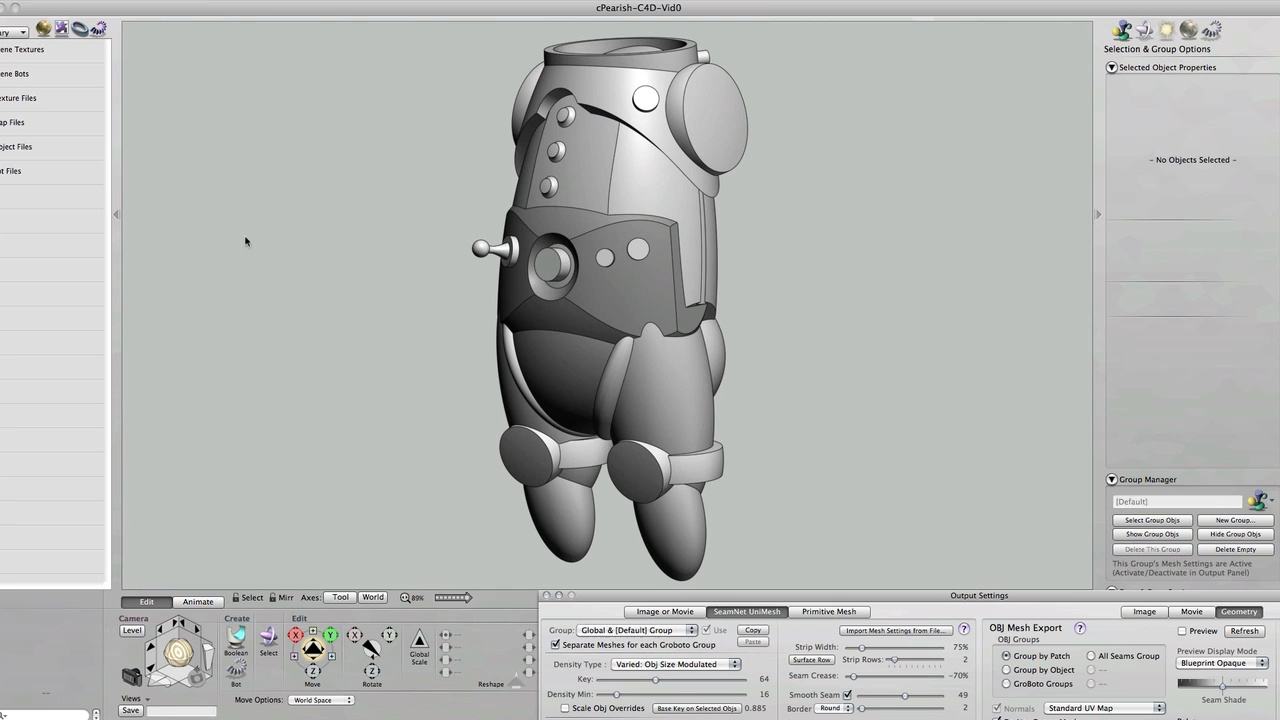 cPearish-C4D-Vid0
ary
ene Textures
ene Bots
exture Files
ap Files
oject Files
t Files
Selection & Group Options
Selected Object Properties
- No Objects Selected -
Group Manager
[Default]
Select Group Objs
New Group...
Show Group Objs
Hide Group Objs
Delete This Group
Delete Empty
This Group's Mesh Settings are Active
(Activate/Deactivate in Output Panel)
Edit
Animate
Select
Mirr
Axes:
Tool
World
89%
Camera
Level
Create
Boolean
Select
Bot
Edit
X
Y
Z
Move
X
Y
Z
Rotate
Global
Scale
Reshape
Views
Save
Move Options:
World Space
Output Settings
Image or Movie
SeamNet UniMesh
Primitive Mesh
Image
Movie
Geometry
Group:
Global & [Default] Group
Use
Copy
Paste
Separate Meshes for each Groboto Group
Density Type :
Varied: Obj Size Modulated
Key:
64
Density Min:
16
Scale Obj Overrides
Base Key on Selected Objs
0.885
Import Mesh Settings from File...
?
Strip Width:
75%
Surface Row
Strip Rows:
2
Seam Crease:
-70%
Smooth Seam
49
Border
Round
2
OBJ Mesh Export
?
OBJ Groups
Group by Patch
All Seams Group
Group by Object
--
GroBoto Groups
--
Normals
Standard UV Map
Preview
Refresh
Preview Display Mode
Blueprint Opaque
Seam Shade